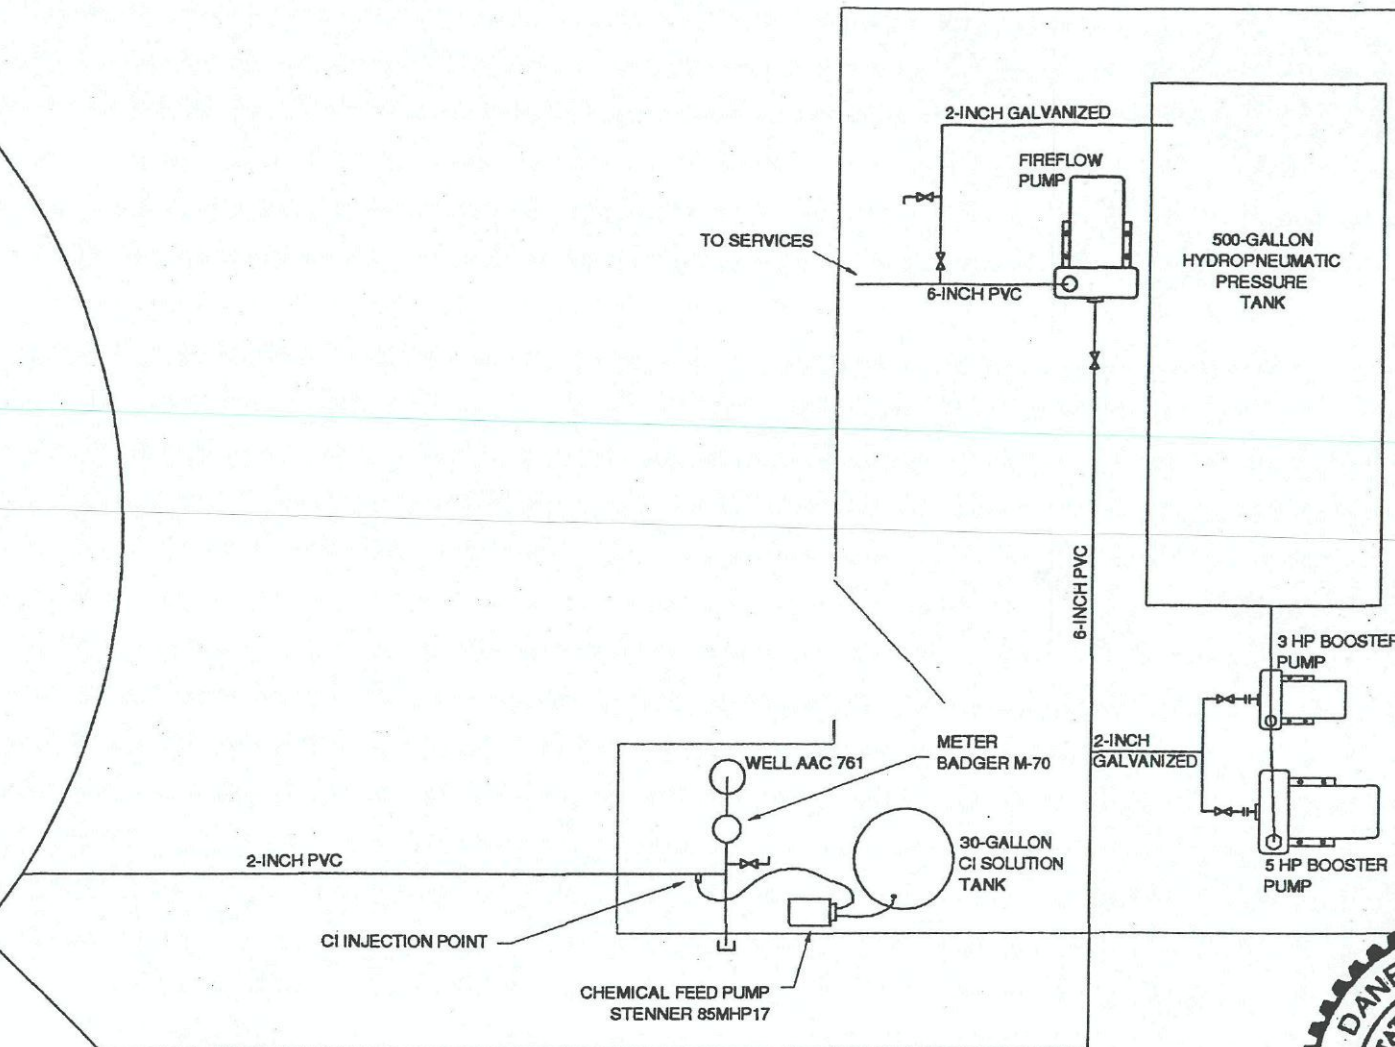 2-INCH GALVANIZED
FIREFLOW
PUMP
TO SERVICES
6-INCH PVC
500-GALLON
HYDROPNEUMATIC
PRESSURE
TANK
6-INCH PVC
3 HP BOOSTER
PUMP
2-INCH
GALVANIZED
METER
BADGER M-70
WELL AAC 761
2-INCH PVC
30-GALLON
Cl SOLUTION
TANK
5 HP BOOSTER
PUMP
Cl INJECTION POINT
CHEMICAL FEED PUMP
STENNER 85MHP17